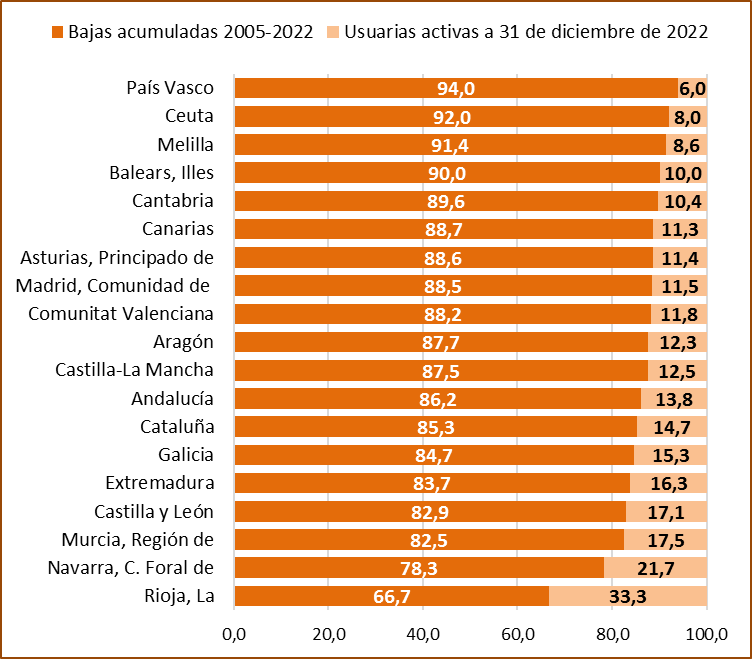 Bajas acumuladas 2005-2022 Usuarias activas a 31 de diciembre de 2022
País Vasco 94,0 6,0
Ceuta 92,0 8,0
Melilla 91,4 8,6
Balears, Illes 90,0 10,0
Cantabria 89,6 10,4
Canarias 88,7 11,3
Asturias, Principado de 88,6 11,4
Madrid, Comunidad de 88,5 11,5
Comunitat Valenciana 88,2 11,8
Aragón 87,7 12,3
Castilla-La Mancha 87,5 12,5
Andalucía 86,2 13,8
Cataluña 85,3 14,7
Galicia 84,7 15,3
Extremadura 83,7 16,3
Castilla y León 82,9 17,1
Murcia, Región de 82,5 17,5
Navarra, C. Foral de 78,3 21,7
Rioja, La 66,7 33,3
0,0 20,0 40,0 60,0 80,0 100,0